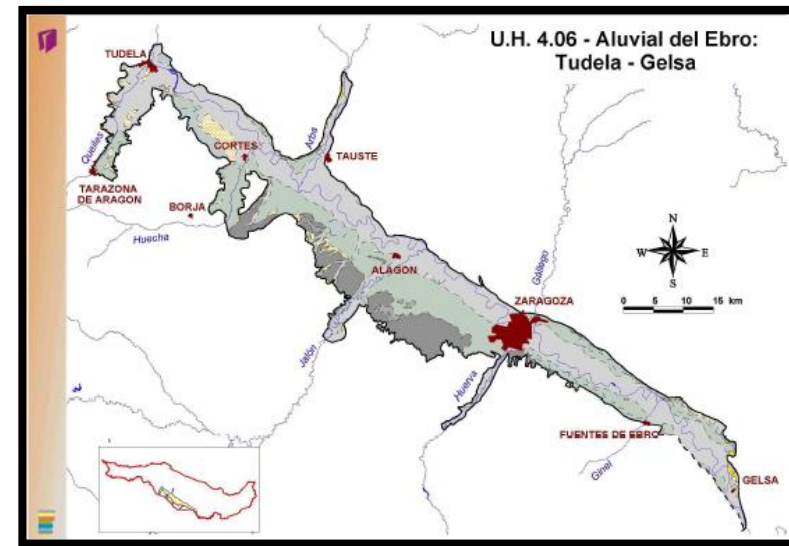 U.H. 4.06 - Aluvial del Ebro:
Tudela - Gelsa
TUDELA
Queiles
CORTES
Arba
TAUSTE
TARAZONA
DE ARAGON
BORJA
Huecha
ALAGON
Jalón
Gállego
ZARAGOZA
Huerva
N
W
E
S
0 5 10 15 km
FUENTES DE EBRO
Ginel
GELSA